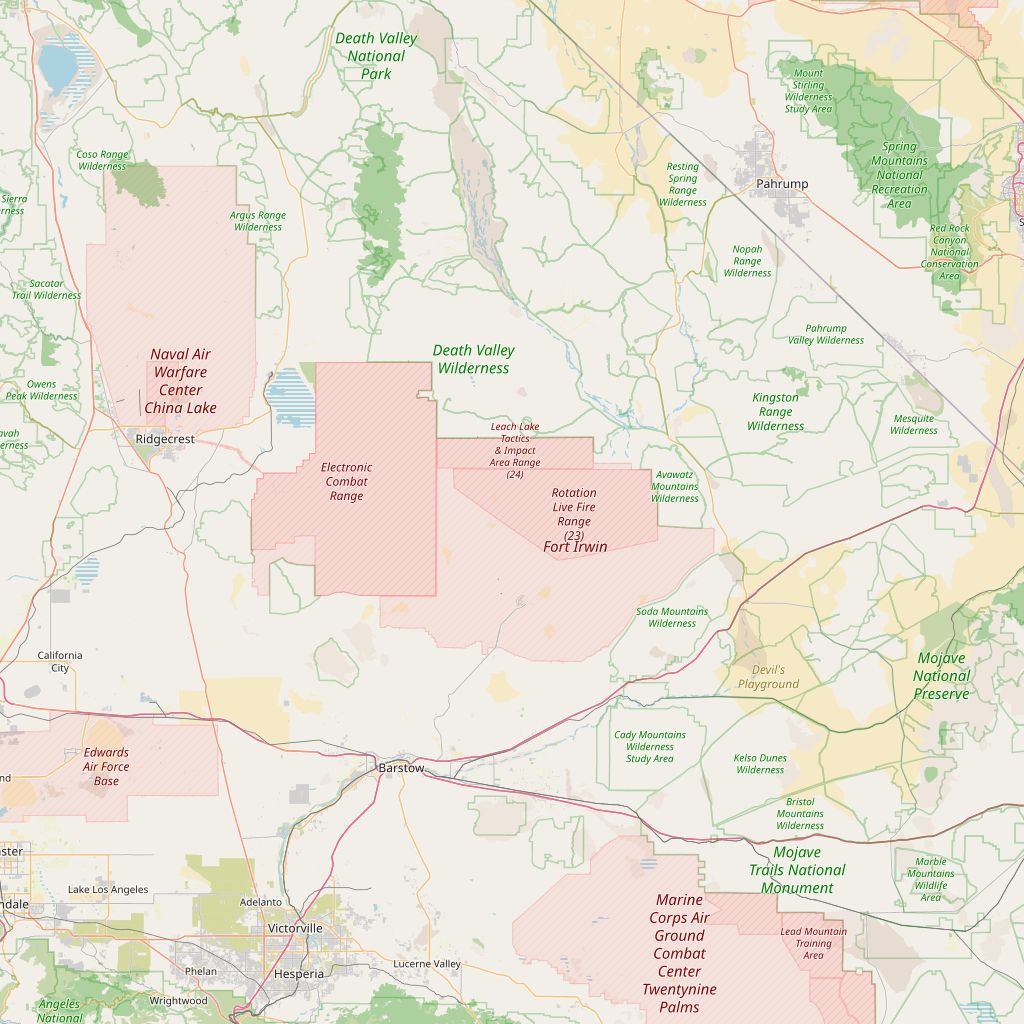 Death Valley
National
Park
Mount
Stirling
Wilderness
Study Area
Coso Range
Wilderness
Spring
Mountains
National
Recreation
Area
Resting
Spring
Range
Wilderness
Pahrump
Sierra
Argus Range
Wilderness
Red Rock
Canyon
National
Conservation
Area
Nopah
Range
Wilderness
Sacatar
Trail Wilderness
Pahrump
Valley Wilderness
Naval Air
Warfare
Center
China Lake
Death Valley
Wilderness
Owens
Peak Wilderness
Kingston
Range
Wilderness
Mesquite
Wilderness
Ridgecrest
Leach Lake
Tactics
& Impact
Area Range
(24)
Electronic
Combat
Range
Avawatz
Mountains
Wilderness
Rotation
Live Fire
Range
(23)
Fort Irwin
Soda Mountains
Wilderness
California
City
Devil's
Playground
Mojave
National
Preserve
Cady Mountains
Wilderness
Study Area
Edwards
Air Force
Base
Kelso Dunes
Wilderness
Barstow
Bristol
Mountains
Wilderness
Mojave
Trails National
Monument
Marble
Mountains
Wildlife
Area
Lake Los Angeles
Adelanto
Marine
Corps Air
Ground
Combat
Center
Twentynine
Palms
Lead Mountain
Training
Area
Victorville
Phelan
Hesperia
Lucerne Valley
Wrightwood
Angeles
National